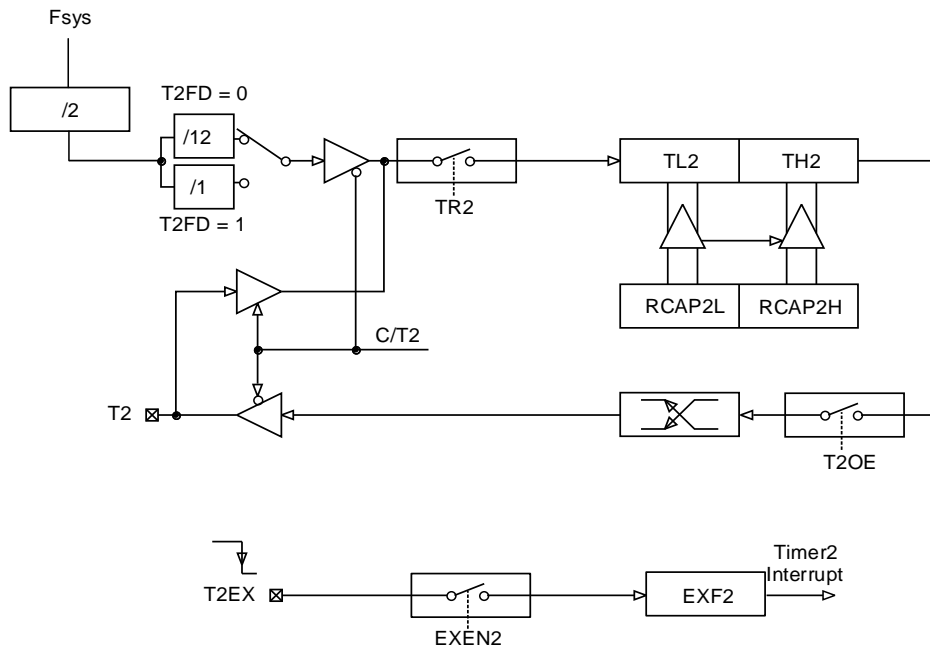 Fsys
/2
T2FD = 0
/12
/1
T2FD = 1
TR2
TL2
TH2
RCAP2L
RCAP2H
C/T2
T2
T2OE
T2EX
EXEN2
EXF2
Timer2
Interrupt